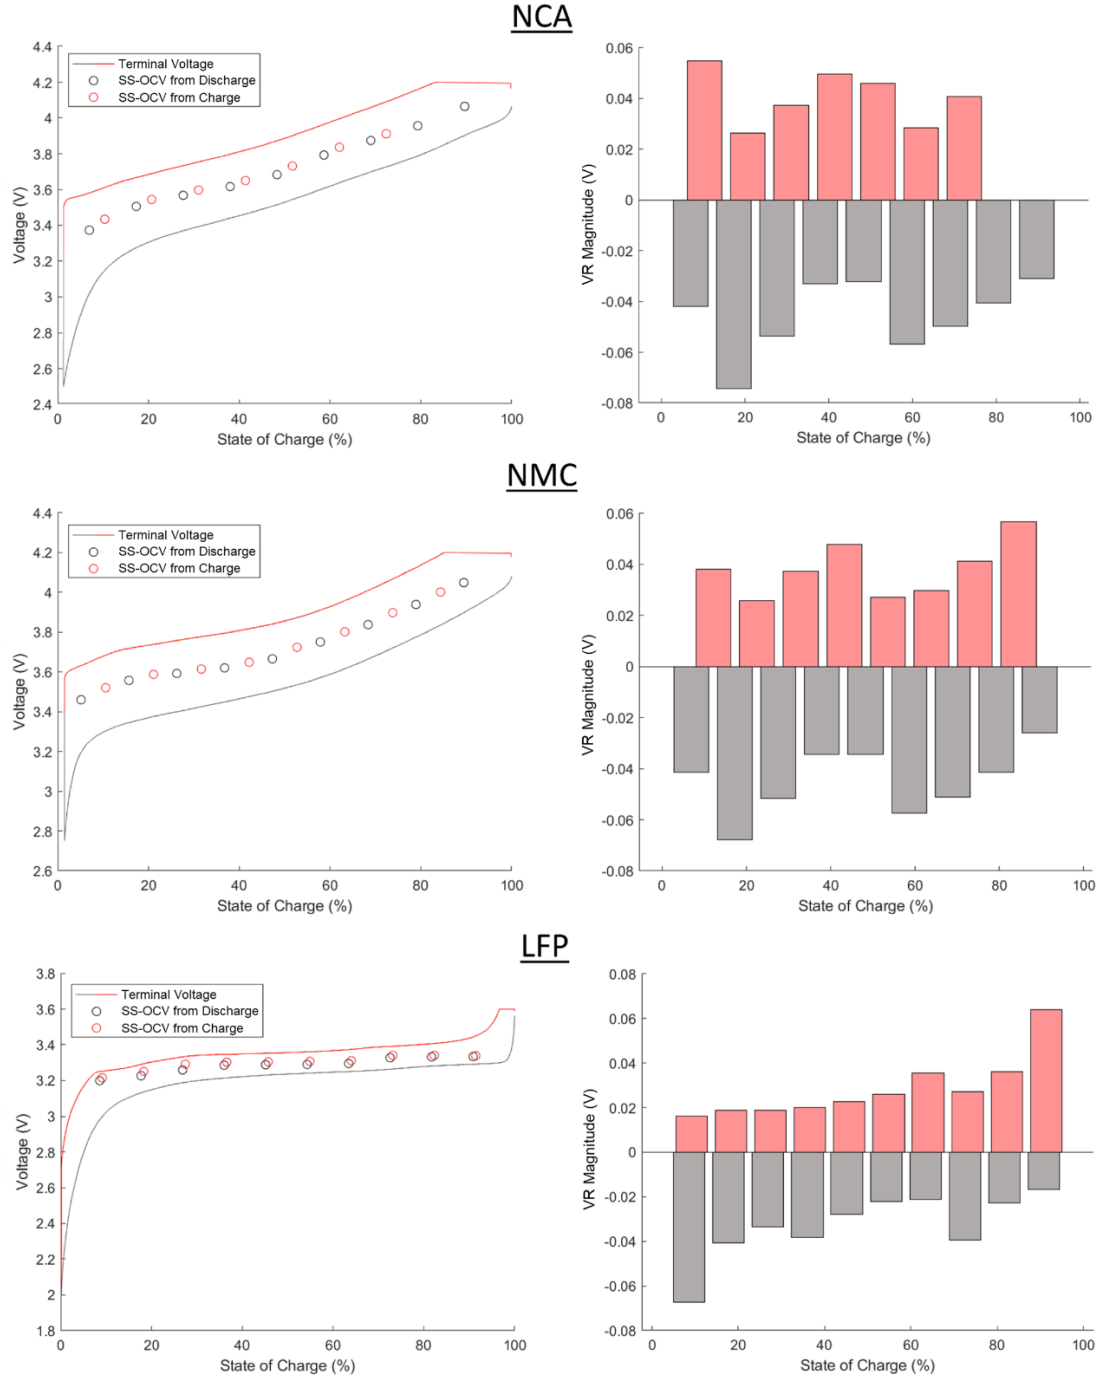 NCA
4.4
4.2
4
3.8
3.6
3.4
3.2
3
2.8
2.6
2.4
Voltage (V)
Terminal Voltage
SS-OCV from Discharge
SS-OCV from Charge
0 20 40 60 80 100
State of Charge (%)
0.06
0.04
0.02
0
-0.02
-0.04
-0.06
-0.08
VR Magnitude (V)
0 20 40 60 80 100
State of Charge (%)
NMC
4.4
4.2
4
3.8
3.6
3.4
3.2
3
2.8
2.6
Voltage (V)
Terminal Voltage
SS-OCV from Discharge
SS-OCV from Charge
0 20 40 60 80 100
State of Charge (%)
0.06
0.04
0.02
0
-0.02
-0.04
-0.06
-0.08
VR Magnitude (V)
0 20 40 60 80 100
State of Charge (%)
LFP
3.8
3.6
3.4
3.2
3
2.8
2.6
2.4
2.2
2
1.8
Voltage (V)
Terminal Voltage
SS-OCV from Discharge
SS-OCV from Charge
0 20 40 60 80 100
State of Charge (%)
0.08
0.06
0.04
0.02
0
-0.02
-0.04
-0.06
-0.08
VR Magnitude (V)
0 20 40 60 80 100
State of Charge (%)